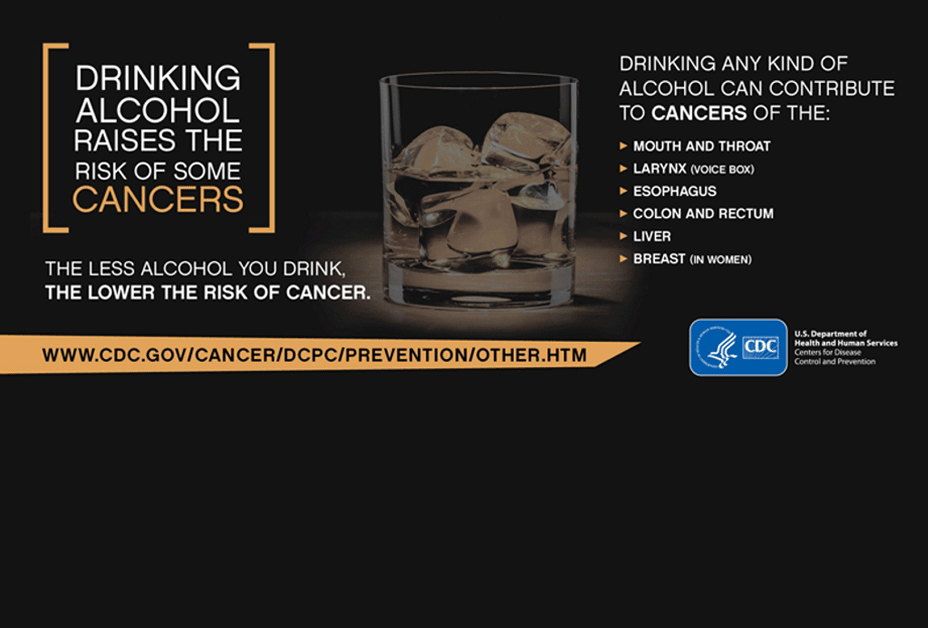 DRINKING
ALCOHOL
RAISES THE
RISK OF SOME
CANCERS
THE LESS ALCOHOL YOU DRINK,
THE LOWER THE RISK OF CANCER.
WWW.CDC.GOV/CANCER/DCPC/PREVENTION/OTHER.HTM
DRINKING ANY KIND OF
ALCOHOL CAN CONTRIBUTE
TO CANCERS OF THE:
MOUTH AND THROAT
LARYNX (VOICE BOX)
ESOPHAGUS
COLON AND RECTUM
LIVER
BREAST (IN WOMEN)
CDC
U.S. Department of
Health and Human Services
Centers for Disease
Control and Prevention